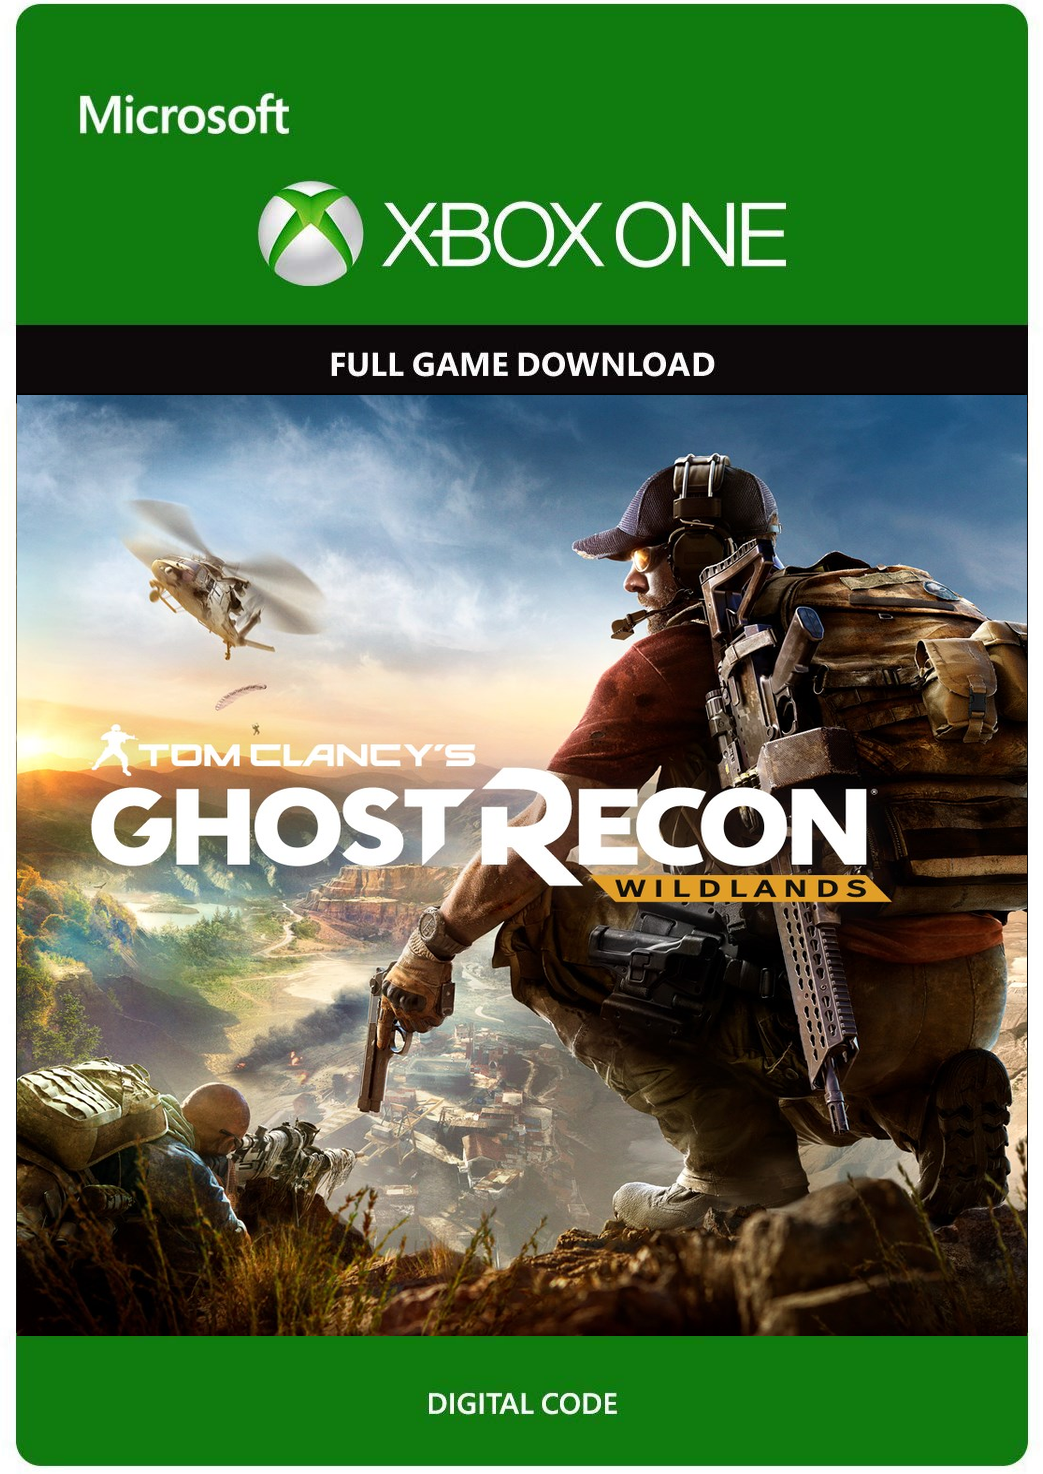 Microsoft
XBOX ONE
FULL GAME DOWNLOAD
TOM CLANCY'S
GHOST RECON®
WILDLANDS
DIGITAL CODE